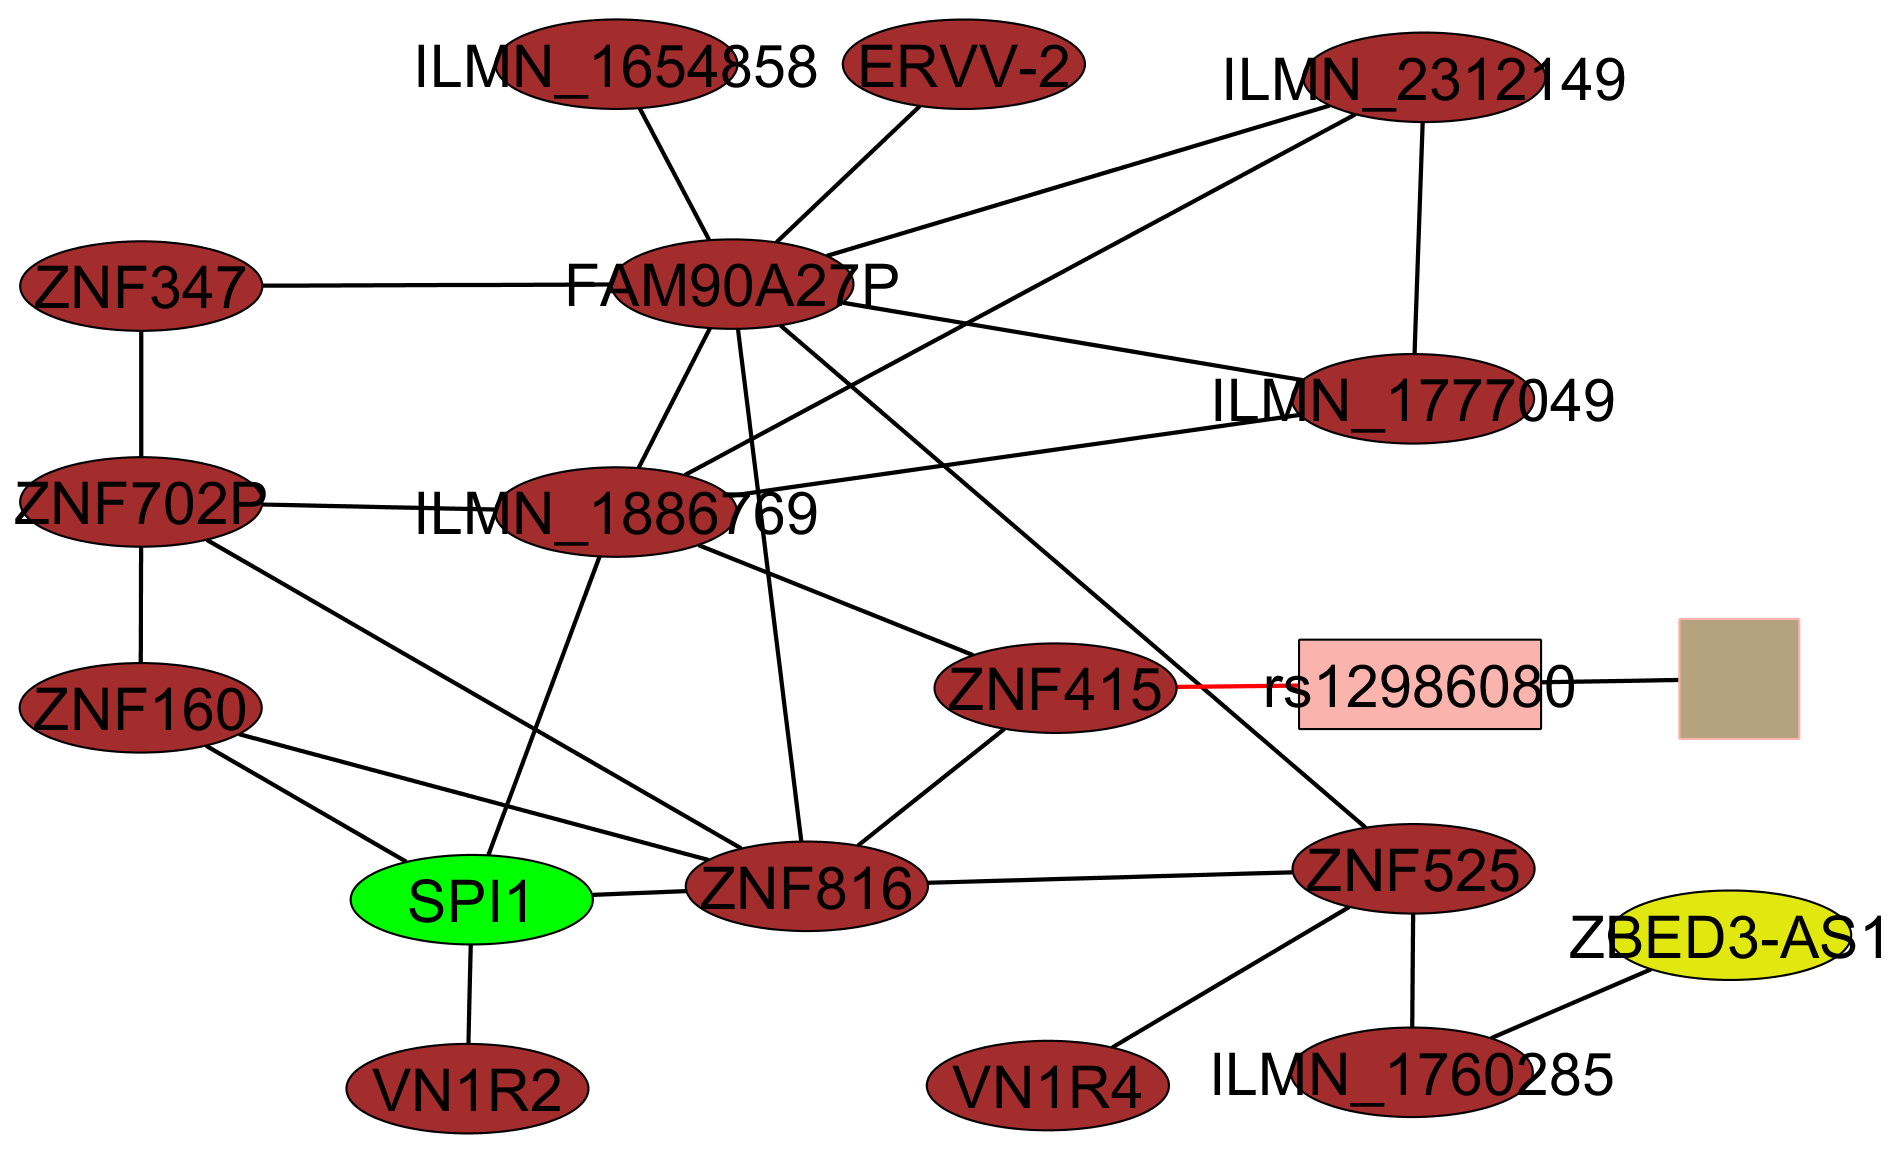 ILMN_1654858
ERVV-2
ILMN_2312149
ZNF347
FAM90A27P
ILMN_1777049
ZNF702P
ILMN_1886769
ZNF415
rs12986080
ZNF160
SPI1
ZNF816
ZNF525
ZBED3-AS1
VN1R2
VN1R4
ILMN_1760285